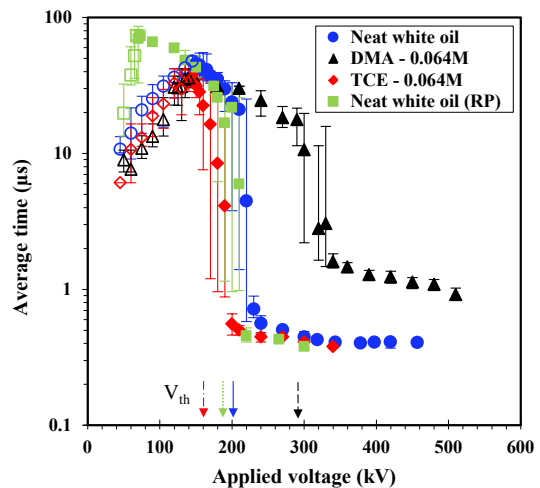 100
10
1
0.1
Average time (µs)
Neat white oil
DMA - 0.064M
TCE - 0.064M
Neat white oil (RP)
Vth
0 100 200 300 400 500 600
Applied voltage (kV)